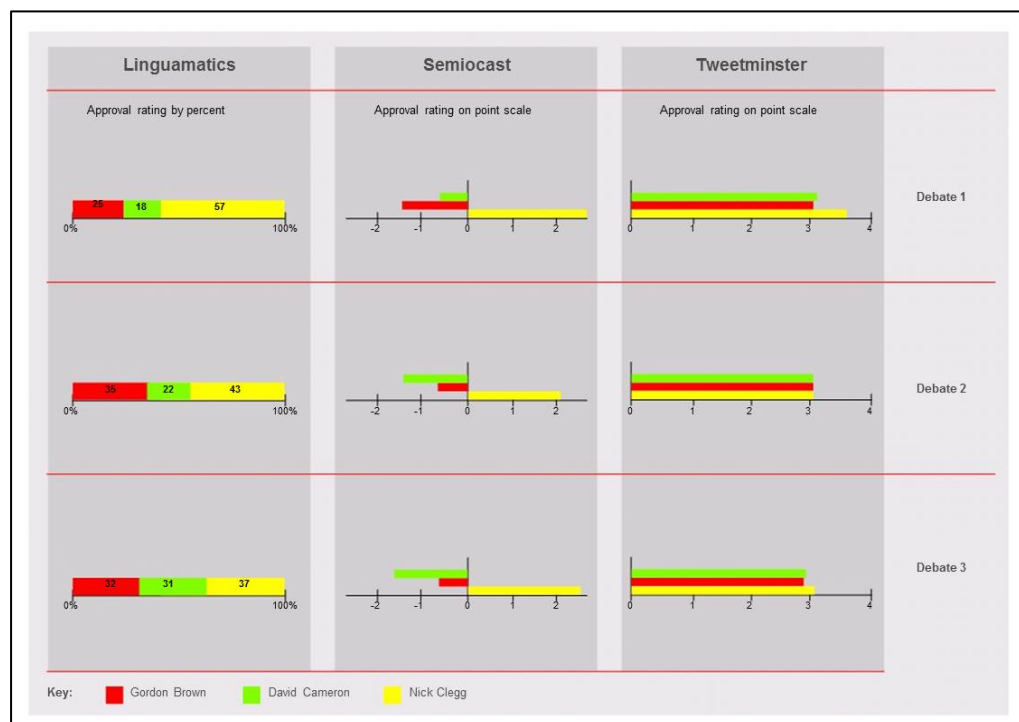 Linguamatics Semiocast Tweetminster
Approval rating by percent Approval rating on point scale Approval rating on point scale
Debate 1
25 18 57
0% 100% -2 -1 0 1 2 0 1 2 3 4
Debate 2
35 22 43
0% 100% -2 -1 0 1 2 0 1 2 3 4
Debate 3
32 31 37
0% 100% -2 -1 0 1 2 0 1 2 3 4
Key: Gordon Brown David Cameron Nick Clegg